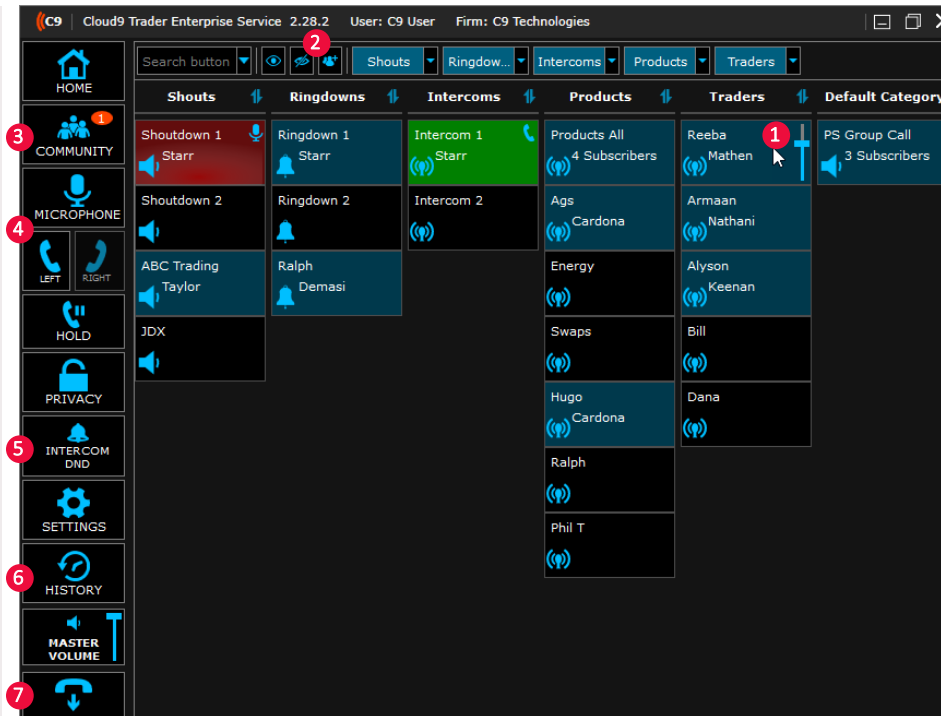 C9 Cloud9 Trader Enterprise Service 2.28.2 User: C9 User Firm: C9 Technologies
2
Search button Shouts Ringdow... Intercoms Products Traders
HOME
Shouts Ringdowns Intercoms Products Traders Default Category
3
1
COMMUNITY
Shoutdown 1
Starr
Ringdown 1
Starr
Intercom 1
Starr
Products All
4 Subscribers
Reeba
Mathen
1
PS Group Call
3 Subscribers
MICROPHONE
Shoutdown 2
Ringdown 2
Intercom 2
Ags
Cardona
Armaan
Nathani
4
LEFT
RIGHT
ABC Trading
Taylor
Ralph
Demasi
Energy
Alyson
Keenan
HOLD
JDX
Swaps
Bill
PRIVACY
Hugo
Cardona
Dana
5
INTERCOM
DND
Ralph
SETTINGS
Phil T
6
HISTORY
MASTER
VOLUME
7